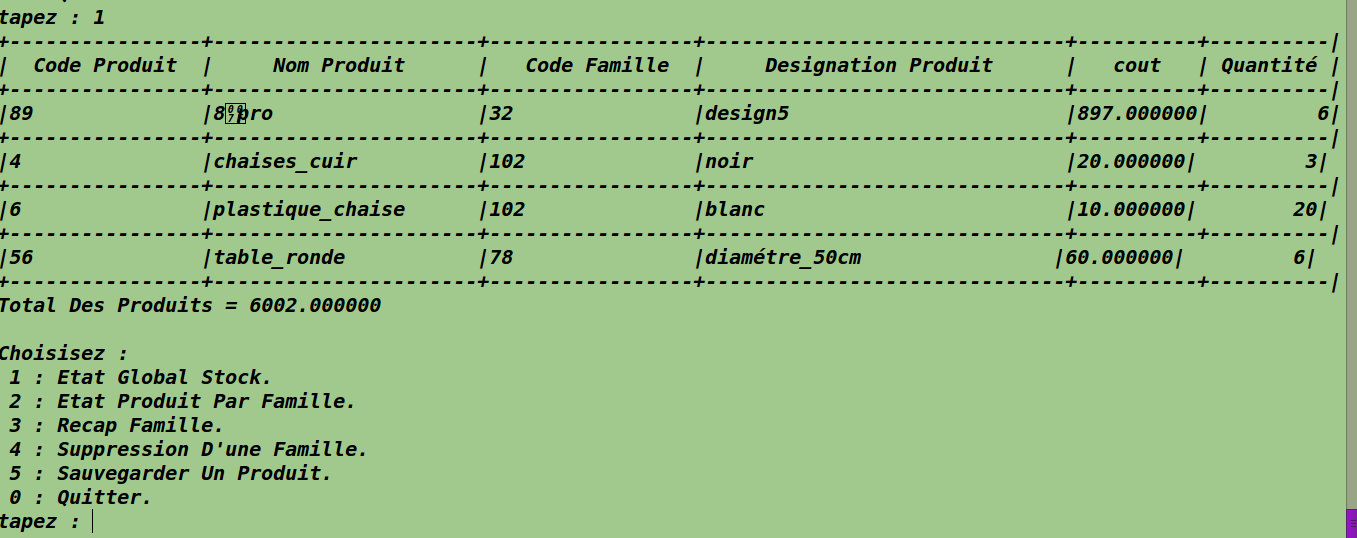 tapez : 1
+----------------+----------------------+-----------------+------------------------------+----------+----------|
|  Code Produit  |     Nom Produit      |   Code Famille  |     Designation Produit      |   cout   | Quantité |
+----------------+----------------------+-----------------+------------------------------+----------+----------|
|89              |8pro                 |32               |design5                       |897.000000|         6|
+----------------+----------------------+-----------------+------------------------------+----------+----------|
|4               |chaises_cuir          |102              |noir                          |20.000000|         3|
+----------------+----------------------+-----------------+------------------------------+----------+----------|
|6               |plastique_chaise      |102              |blanc                         |10.000000|        20|
+----------------+----------------------+-----------------+------------------------------+----------+----------|
|56              |table_ronde           |78               |diamétre_50cm                |60.000000|         6|
+----------------+----------------------+-----------------+------------------------------+----------+----------|
Total Des Produits = 6002.000000
Choisisez :
1 : Etat Global Stock.
2 : Etat Produit Par Famille.
3 : Recap Famille.
4 : Suppression D'une Famille.
5 : Sauvegarder Un Produit.
0 : Quitter.
tapez :